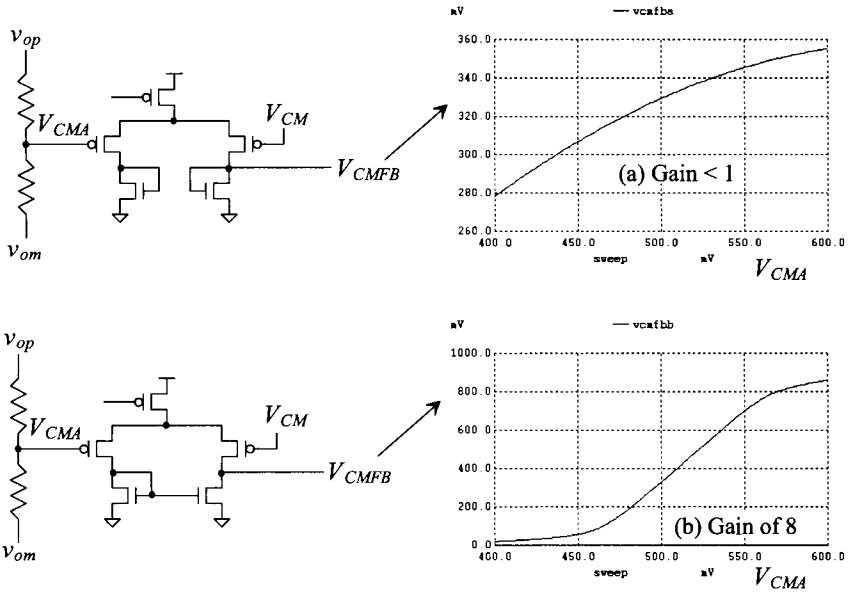 v_op
V_CMA
V_CM
V_CMFB
v_om
mV
vcmfba
360.0
340.0
320.0
300.0
280.0
260.0
(a) Gain < 1
400.0 450.0 500.0 550.0 600.0
sweep mV V_CMA
v_op
V_CMA
V_CM
V_CMFB
v_om
mV
vcmfbb
1000.0
800.0
600.0
400.0
200.0
0.0
(b) Gain of 8
400.0 450.0 500.0 550.0 600.0
sweep mV V_CMA